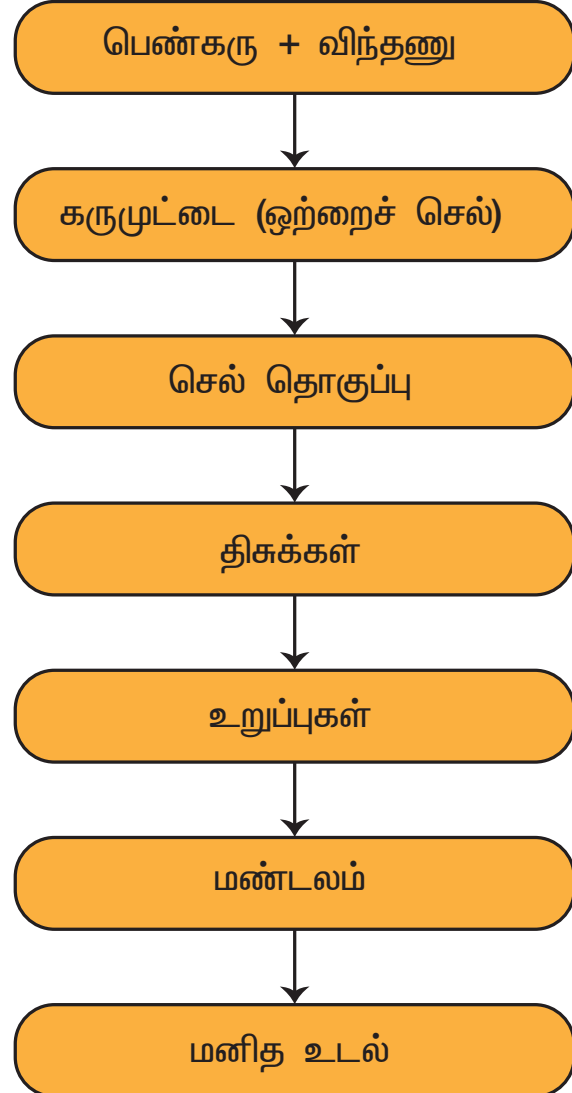 பெண்கரு + விந்தணு
கருமுட்டை (ஒற்றைச் செல்)
செல் தொகுப்பு
திசுக்கள்
உறுப்புகள்
மண்டலம்
மனித உடல்